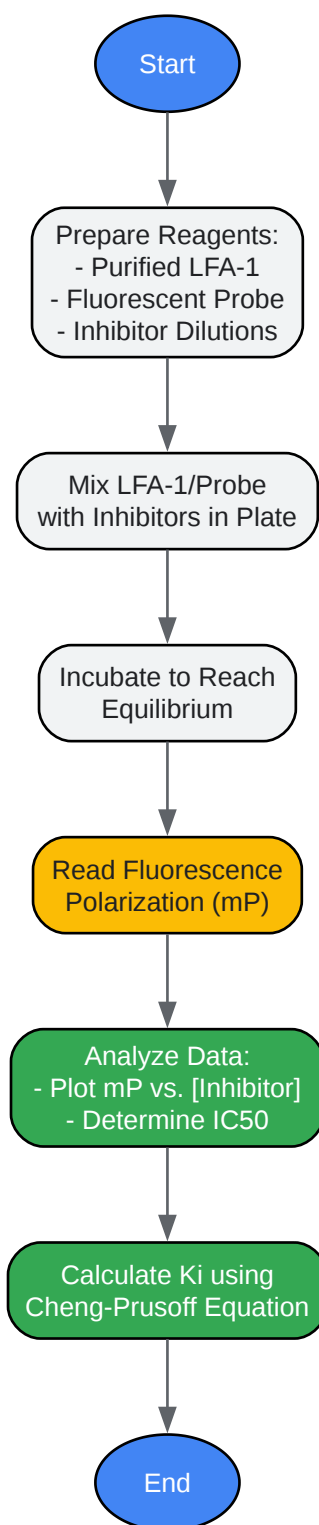 Start
Prepare Reagents:
- Purified LFA-1
- Fluorescent Probe
- Inhibitor Dilutions
Mix LFA-1/Probe
with Inhibitors in Plate
Incubate to Reach
Equilibrium
Read Fluorescence
Polarization (mP)
Analyze Data:
- Plot mP vs. [Inhibitor]
- Determine IC50
Calculate Ki using
Cheng-Prusoff Equation
End